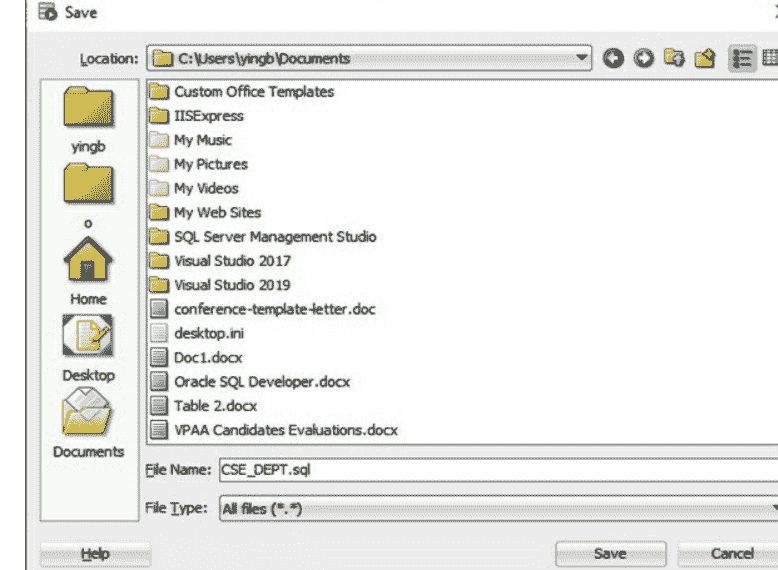 Save
Location: C:\Users\yingb\Documents
yingb
o
Home
Desktop
Documents
Custom Office Templates
IISExpress
My Music
My Pictures
My Videos
My Web Sites
SQL Server Management Studio
Visual Studio 2017
Visual Studio 2019
conference-template-letter.doc
desktop.ini
Doc1.docx
Oracle SQL Developer.docx
Table 2.docx
VPAA Candidates Evaluations.docx
File Name: CSE_DEPT.sql
File Type: All files (*.*)
Help Save Cancel